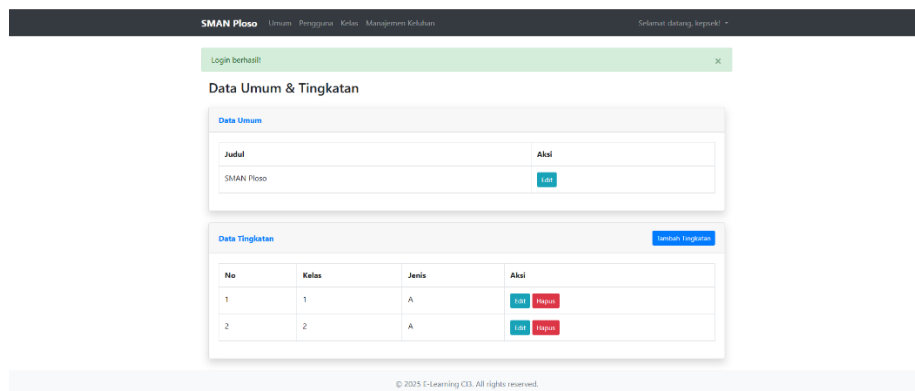 SMAN Ploso Umum Pengguna Kelas Manajemen Keluhan Selamat datang, kepsek!
Login berhasil! ×
Data Umum & Tingkatan
Data Umum
Judul Aksi
SMAN Ploso Edit
Data Tingkatan Tambah Tingkatan
No Kelas Jenis Aksi
1 1 A Edit Hapus
2 2 A Edit Hapus
© 2025 E-Learning CI3. All rights reserved.